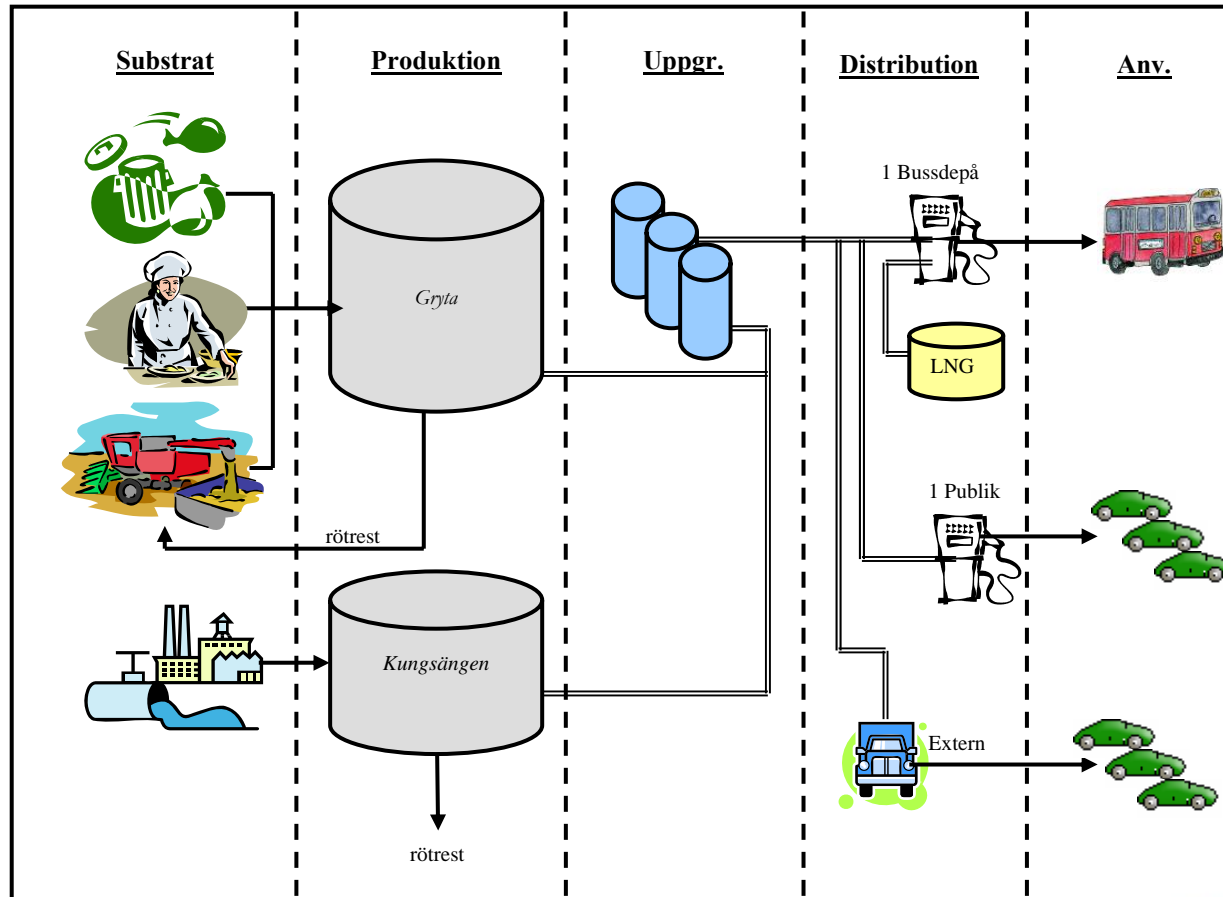 Substrat
Produktion
Uppgr.
Distribution
Anv.
1 Bussdepå
Gryta
LNG
1 Publik
rötrest
Kungsängen
Extern
rötrest